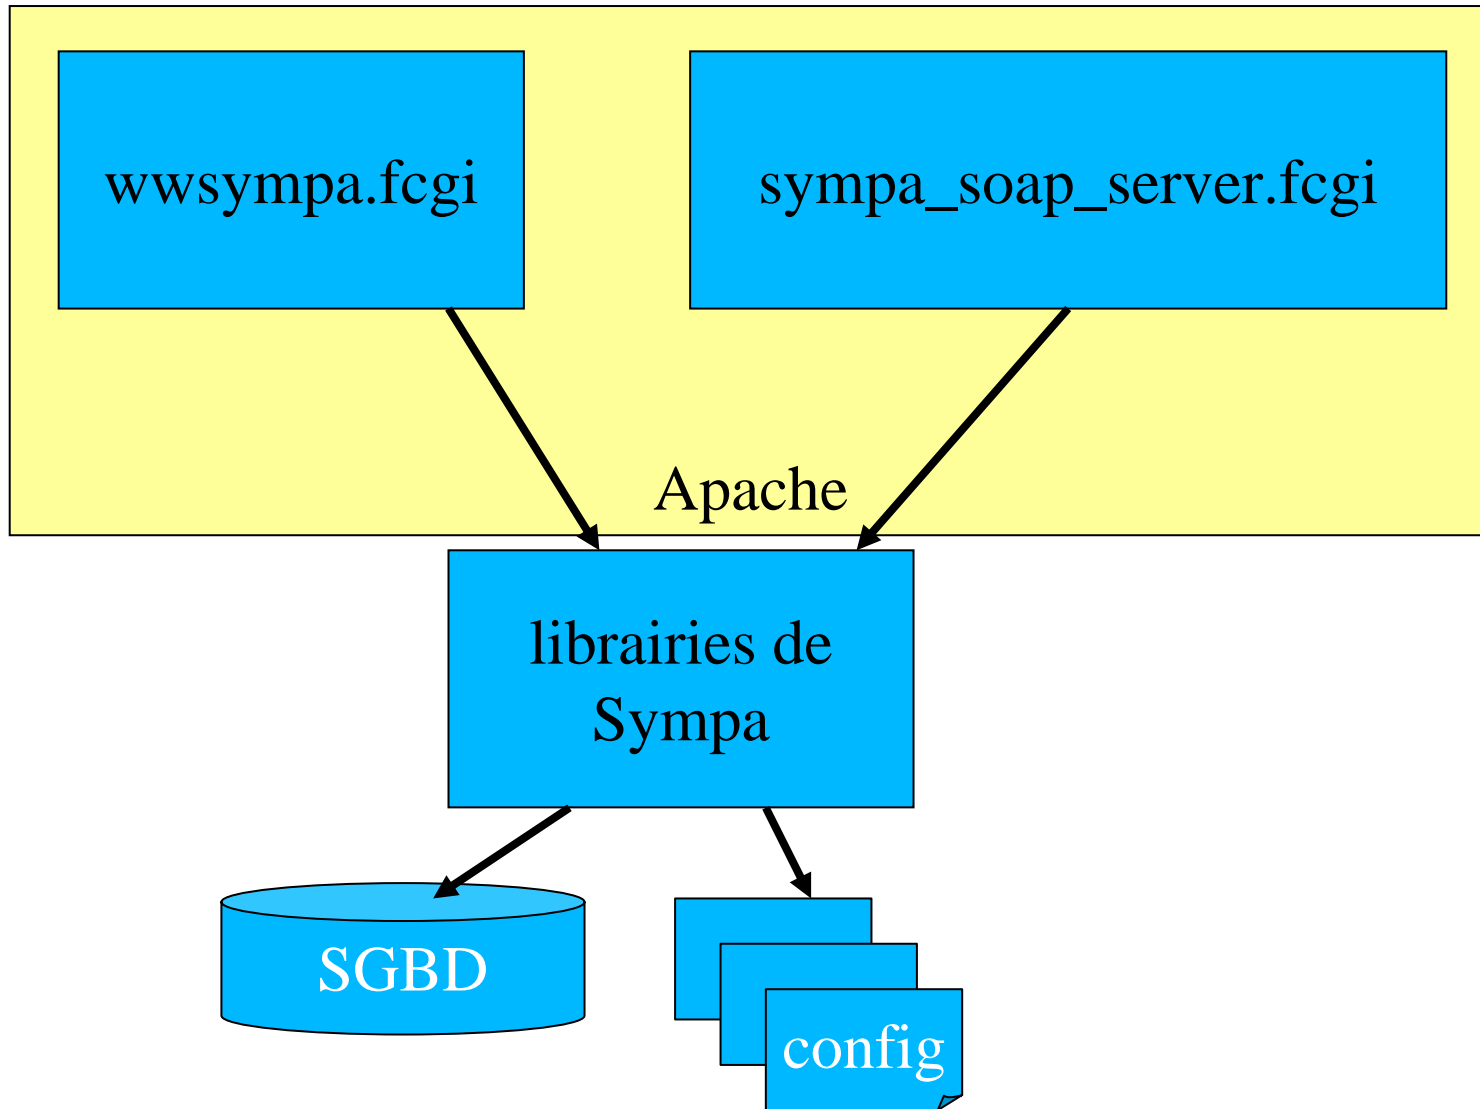 wwsympa.fcgi
sympa_soap_server.fcgi
Apache
librairies de
Sympa
SGBD
config